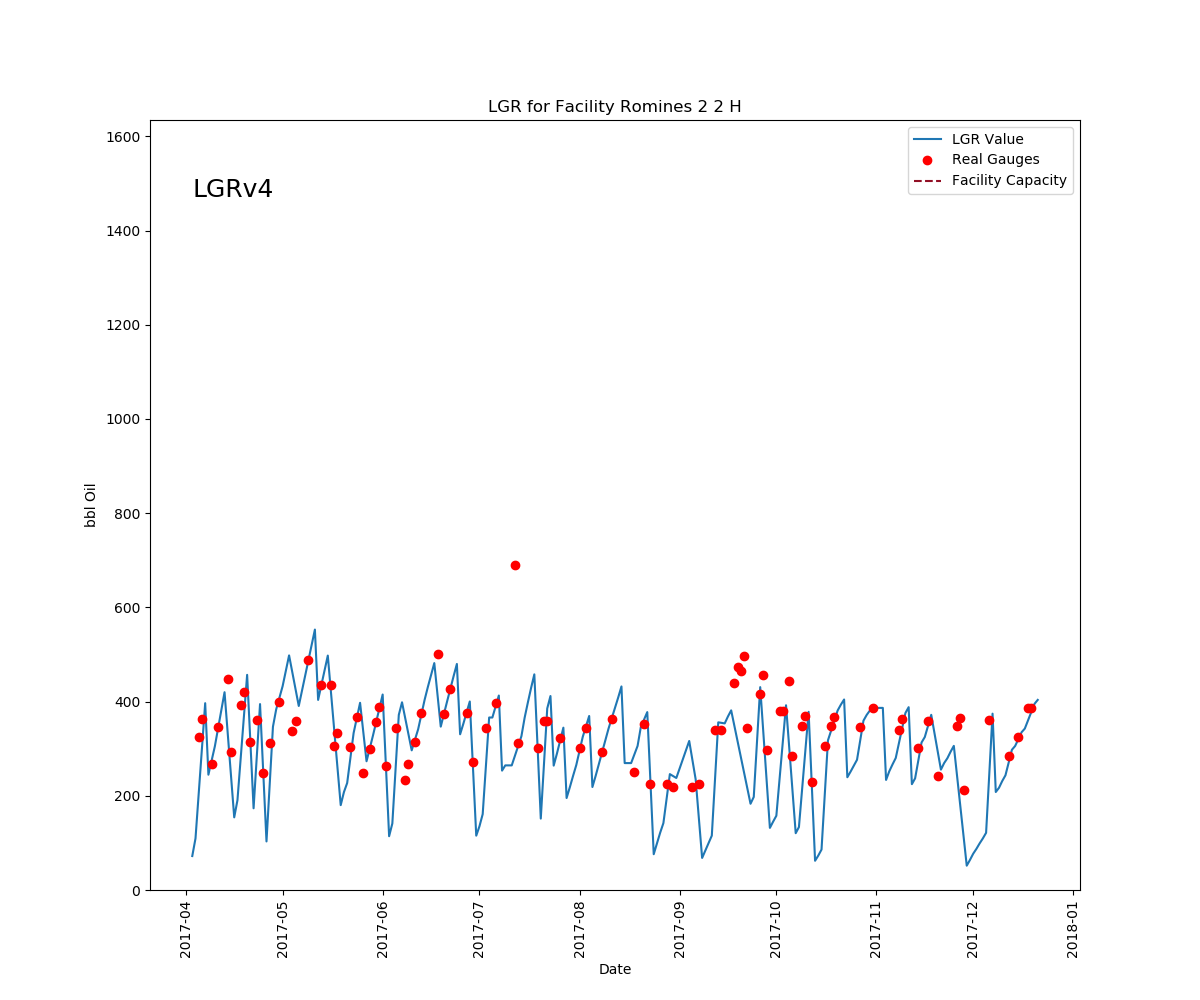 LGR for Facility Romines 2 2 H
LGRv4
LGR Value
Real Gauges
Facility Capacity
bbl Oil
1600
1400
1200
1000
800
600
400
200
0
2017-04
2017-05
2017-06
2017-07
2017-08
2017-09
2017-10
2017-11
2017-12
2018-01
Date